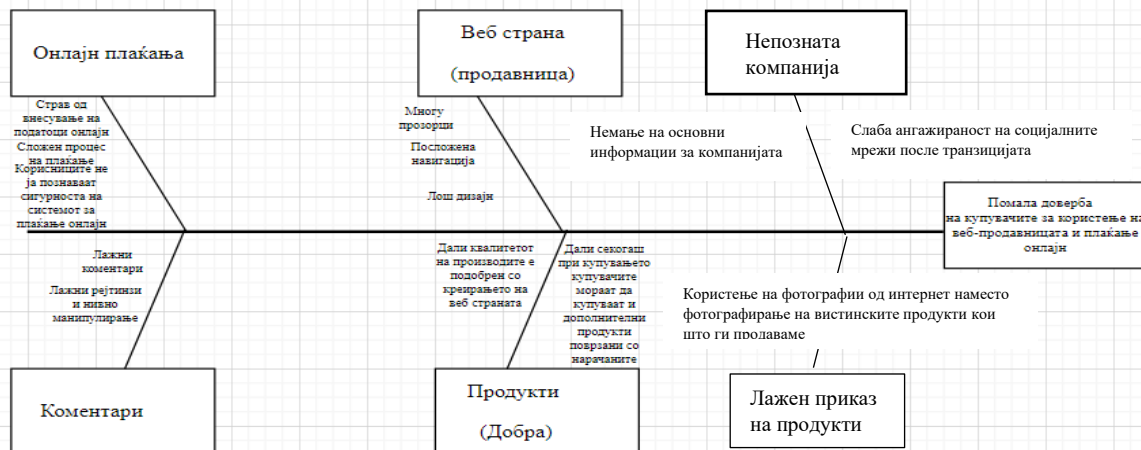 Онлајн плаќања
Веб страна
(продавница)
Непозната
компанија
Страв од
внесување на
податоци онлајн
Сложен процес
на плаќање
Корисниците не
ја познаваат
сигурноста на
системот за
плаќање онлајн
Многу
прозорци
Посложена
навигација
Лош дизајн
Немање на основни
информации за компанијата
Слаба ангажираност на социјалните
мрежи после транзицијата
Помала доверба
на купувачите за користење на
веб-продавницата и плаќање
онлајн
Лажни
коментари
Лажни рејтинзи
и нивно
манипулирање
Дали квалитетот
на производите е
подобрен со
креирањето на
веб страната
Дали секогаш
при купувањето
купувачите
мораат да
купуваат и
дополнителни
продукти
поврзани со
нарачаните
Користење на фотографии од интернет наместо
фотографирање на вистинските продукти кои
што ги продаваме
Коментари
Продукти
(Добра)
Лажен приказ
на продукти